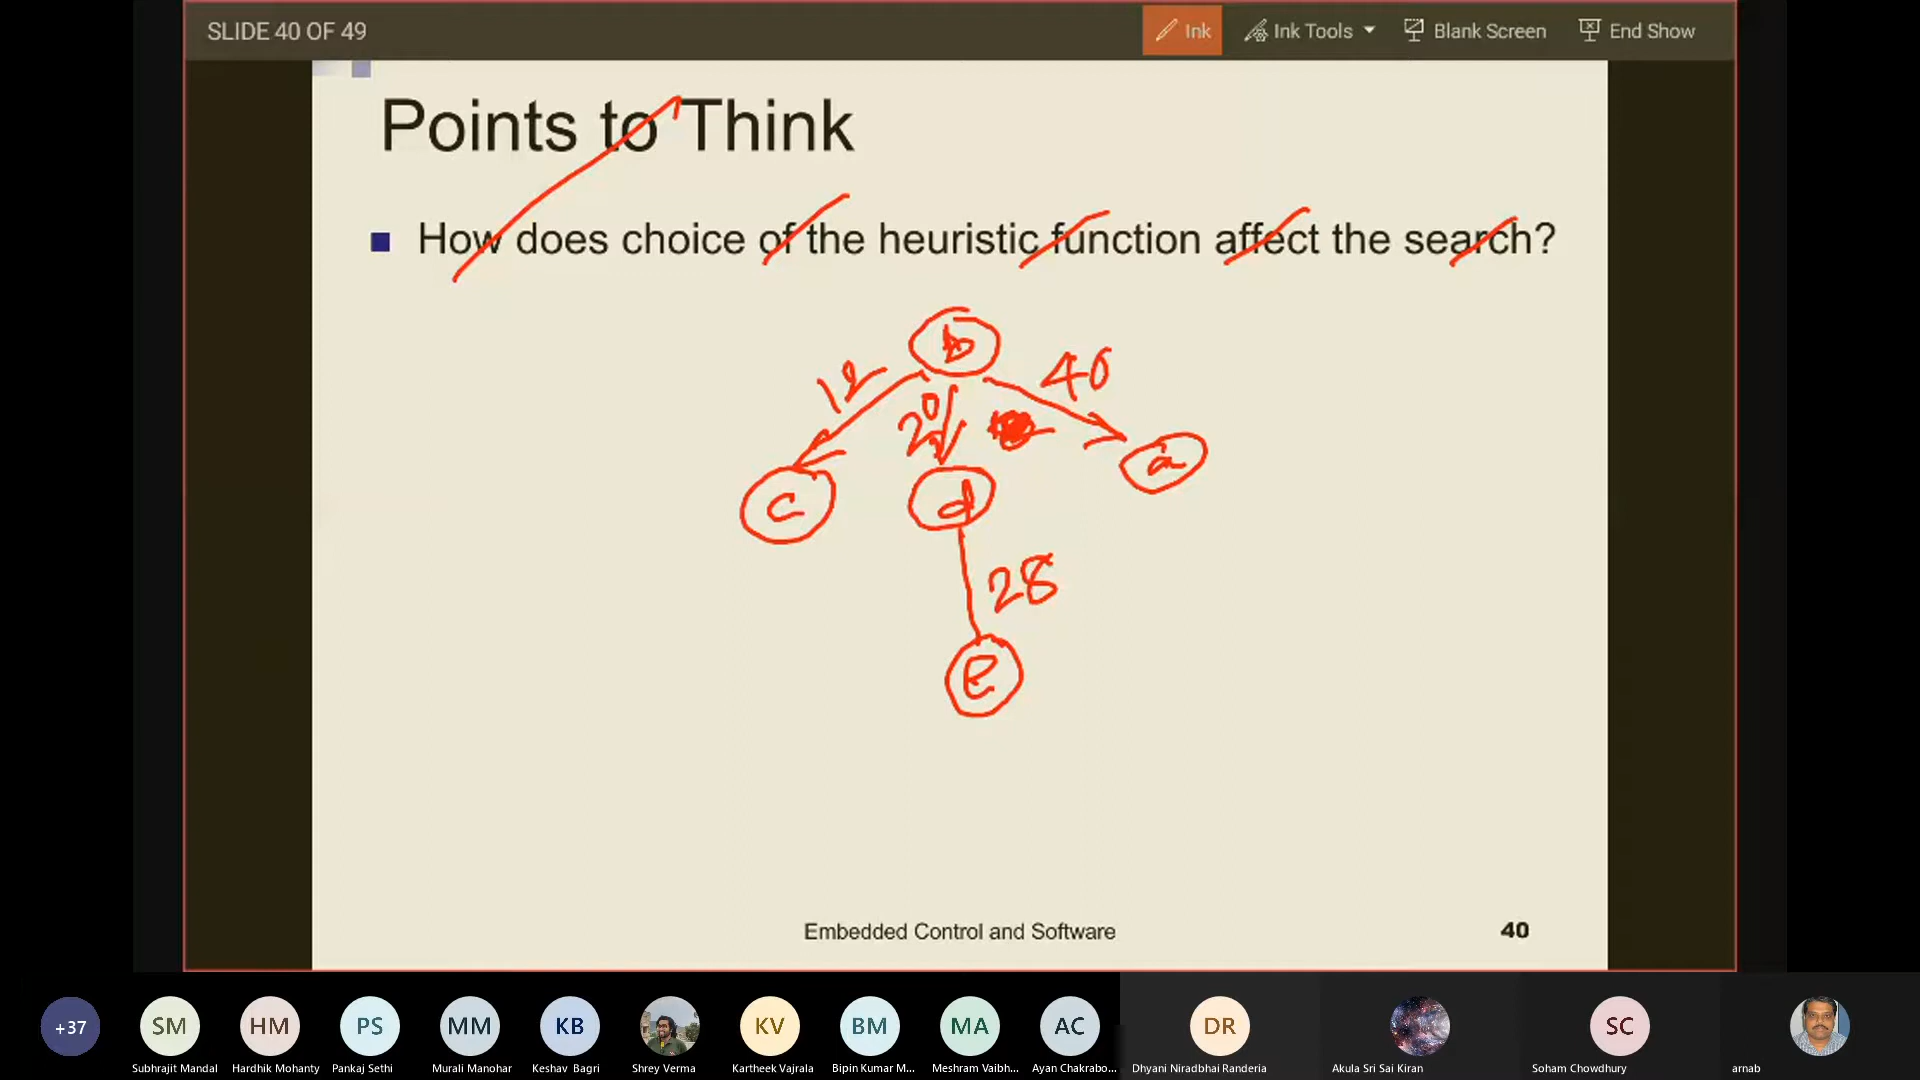 SLIDE 40 OF 49
Ink
Ink Tools
Blank Screen
End Show
Points to Think
How does choice of the heuristic function affect the search?
b
12
20
40
c
d
a
28
e
Embedded Control and Software
40
+37
SM
HM
PS
MM
KB
KV
BM
MA
AC
DR
SC
Subhrajit Mandal
Hardhik Mohanty
Pankaj Sethi
Murali Manohar
Keshav Bagri
Shrey Verma
Kartheek Vajrala
Bipin Kumar M...
Meshram Vaibh...
Ayan Chakrabo...
Dhyani Niradbhai Randeria
Akula Sri Sai Kiran
Soham Chowdhury
arnab